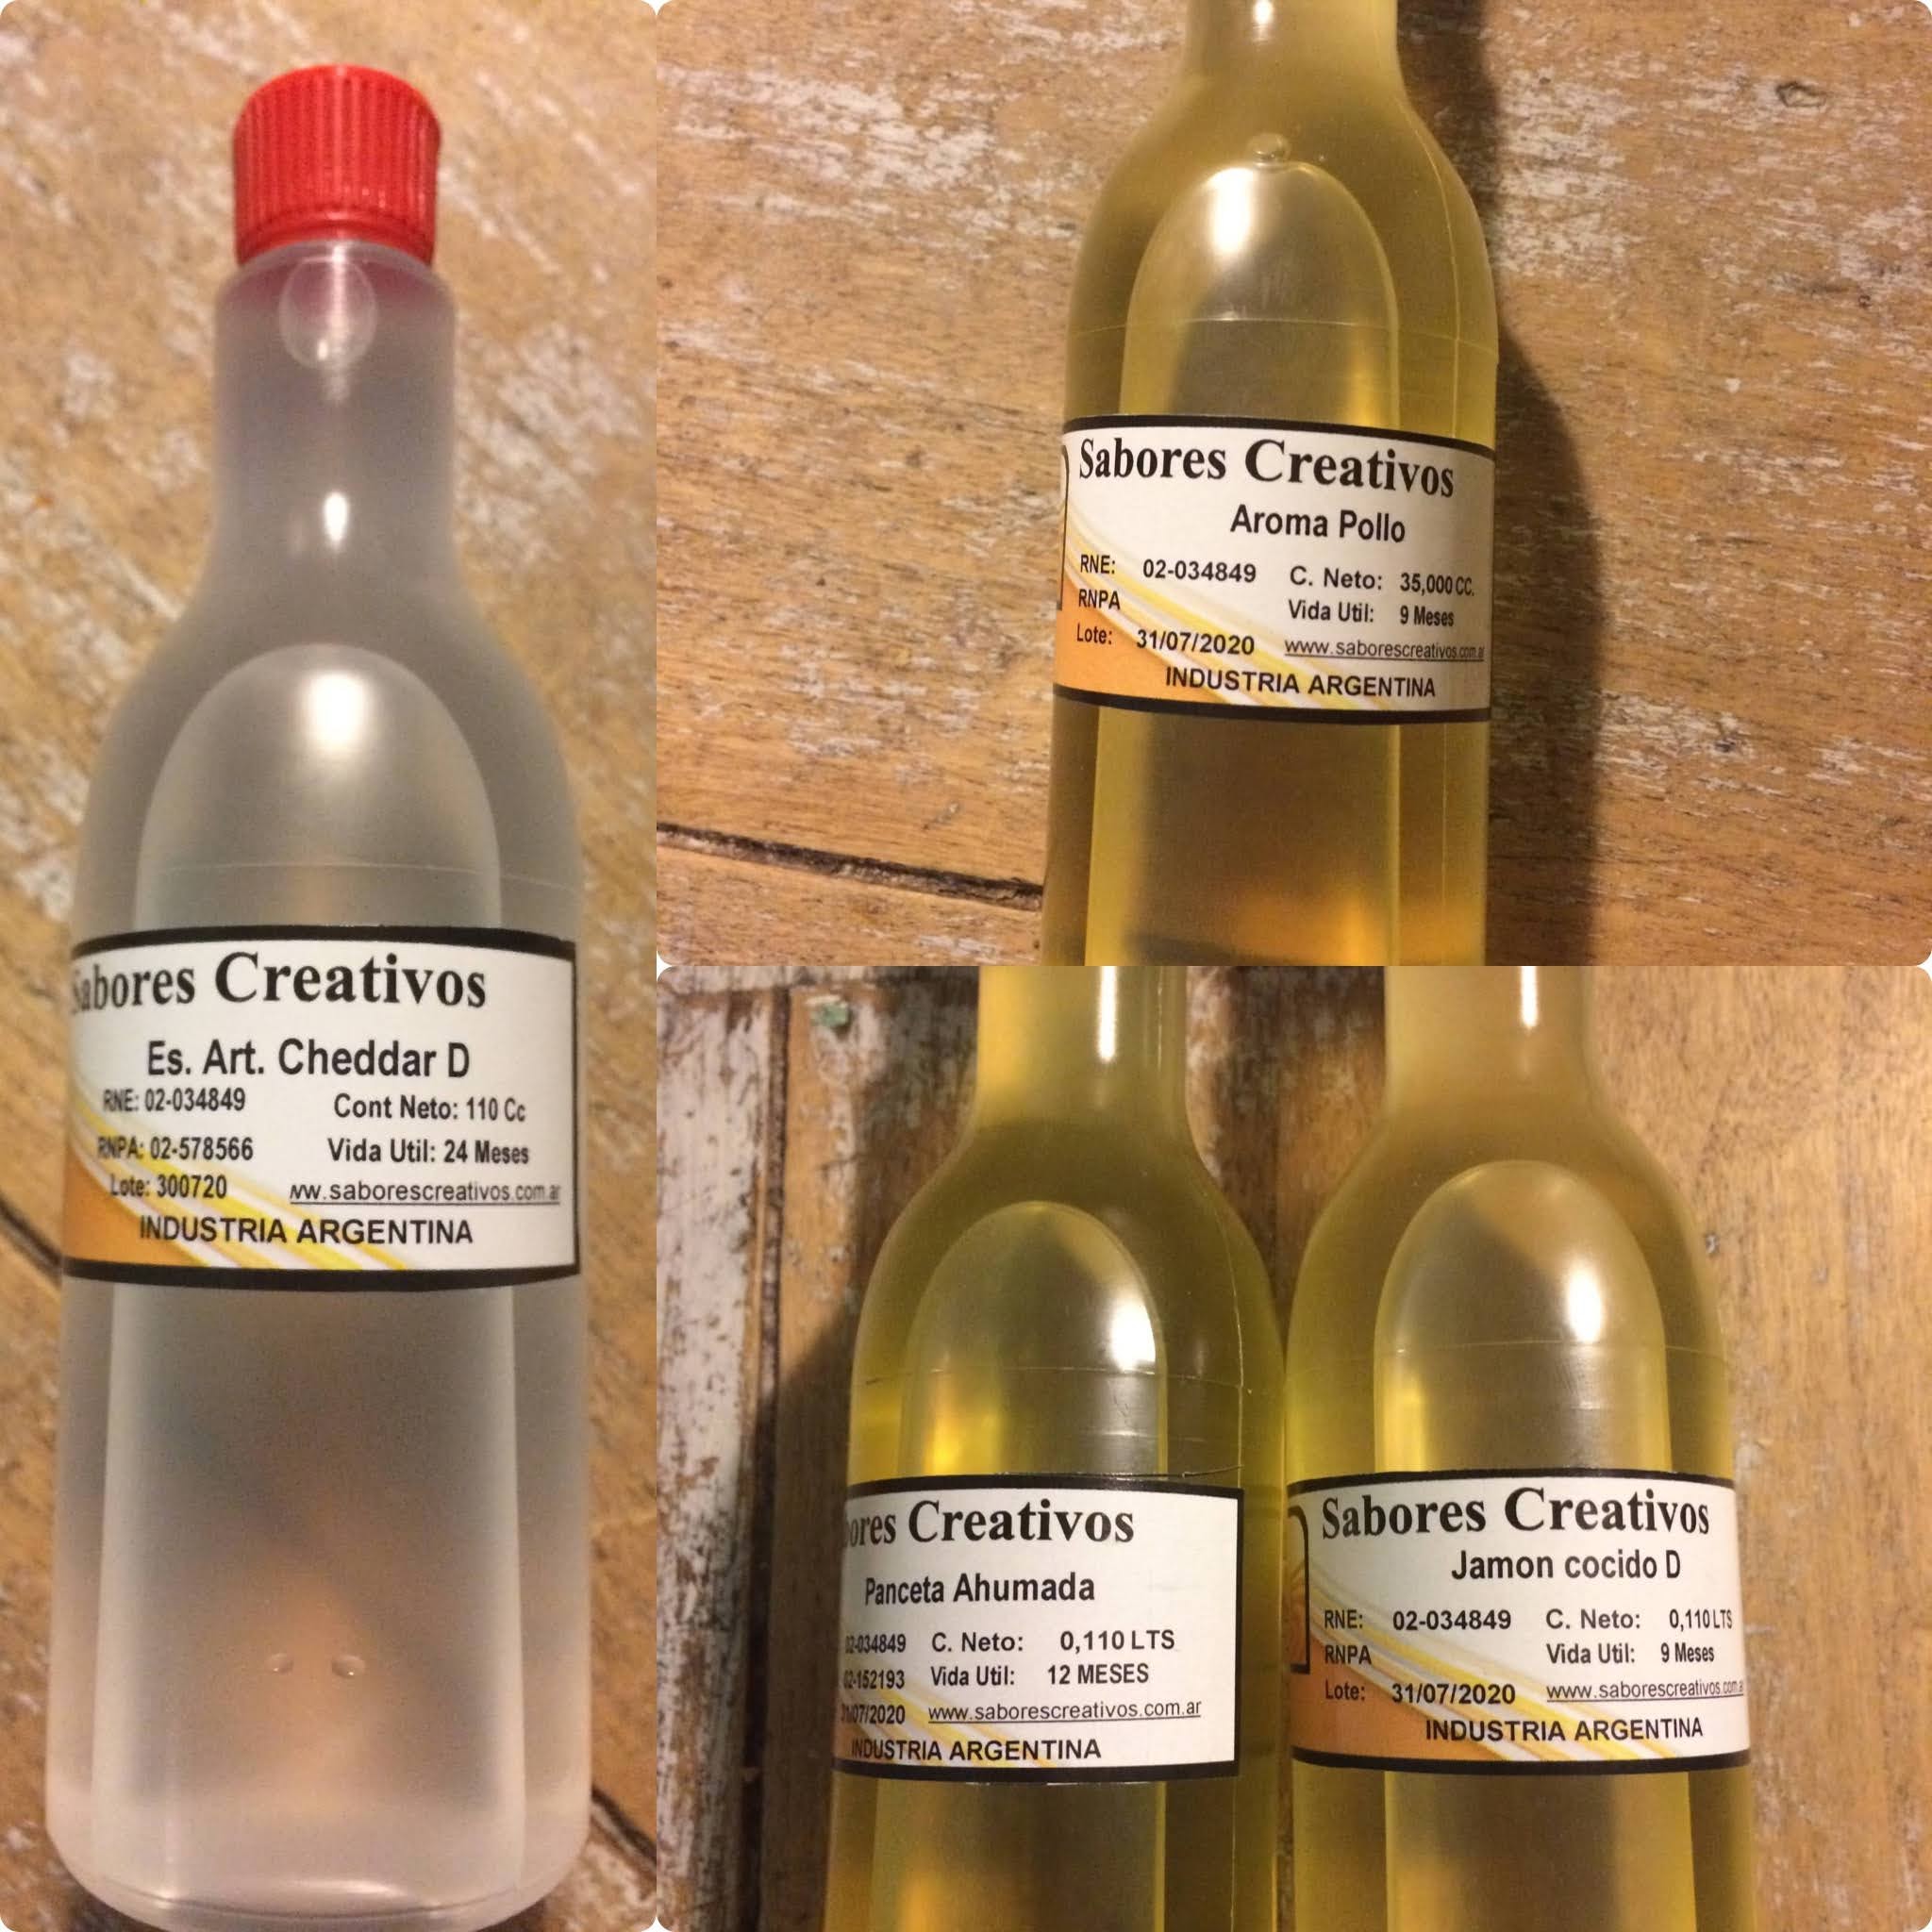 Sabores Creativos
Es. Art. Cheddar D
RNE: 02-034849 Cont Neto: 110 Cc
RNPA: 02-578566 Vida Util: 24 Meses
Lote: 300720 ww.saborescreativos.com.ar
INDUSTRIA ARGENTINA
Sabores Creativos
Aroma Pollo
RNE: 02-034849 C. Neto: 35,000 CC.
RNPA Vida Util: 9 Meses
Lote: 31/07/2020 www.saborescreativos.com.ar
INDUSTRIA ARGENTINA
bores Creativos
Panceta Ahumada
02-034849 C. Neto: 0,110 LTS
02-152193 Vida Util: 12 MESES
31/07/2020 www.saborescreativos.com.ar
INDUSTRIA ARGENTINA
Sabores Creativos
Jamon cocido D
RNE: 02-034849 C. Neto: 0,110 LTS
RNPA Vida Util: 9 Meses
Lote: 31/07/2020 www.saborescreativos.com.a
INDUSTRIA ARGENTINA